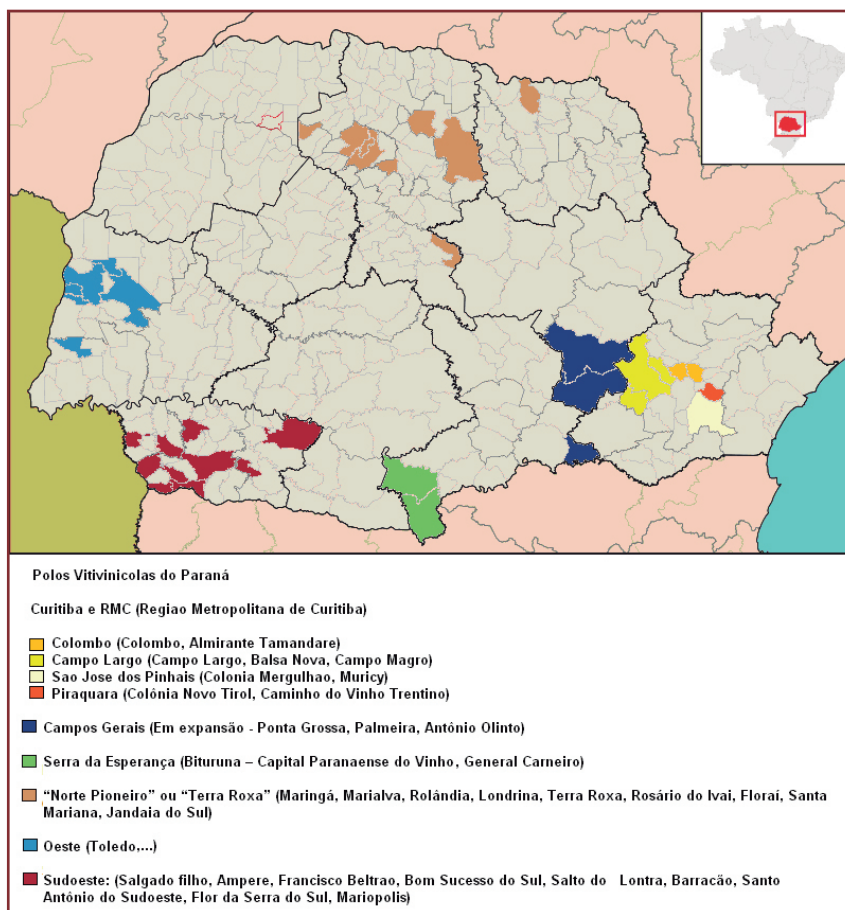 Polos Vitivinicolas do Paraná
Curitiba e RMC (Regiao Metropolitana de Curitiba)
Colombo (Colombo, Almirante Tamandare)
Campo Largo (Campo Largo, Balsa Nova, Campo Magro)
Sao Jose dos Pinhais (Colonia Mergulhao, Muricy)
Piraquara (Colônia Novo Tirol, Caminho do Vinho Trentino)
Campos Gerais (Em expansão - Ponta Grossa, Palmeira, António Olinto)
Serra da Esperança (Bituruna – Capital Paranaense do Vinho, General Carneiro)
“Norte Pioneiro” ou “Terra Roxa” (Maringá, Marialva, Rolândia, Londrina, Terra Roxa, Rosário do Ivai, Floraí, Santa
Mariana, Jandaia do Sul)
Oeste (Toledo,...)
Sudoeste: (Salgado filho, Ampere, Francisco Beltrao, Bom Sucesso do Sul, Salto do Lontra, Barracão, Santo
António do Sudoeste, Flor da Serra do Sul, Mariopolis)